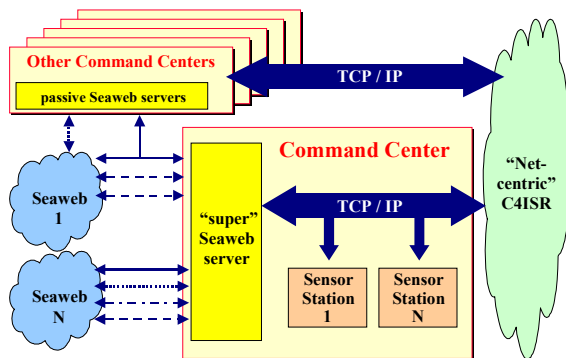 Other Command Centers
passive Seaweb servers
TCP / IP
Command Center
Seaweb
1
"super"
Seaweb
server
TCP / IP
"Net-
centric"
C4ISR
Sensor
Station
1
Sensor
Station
N
Seaweb
N